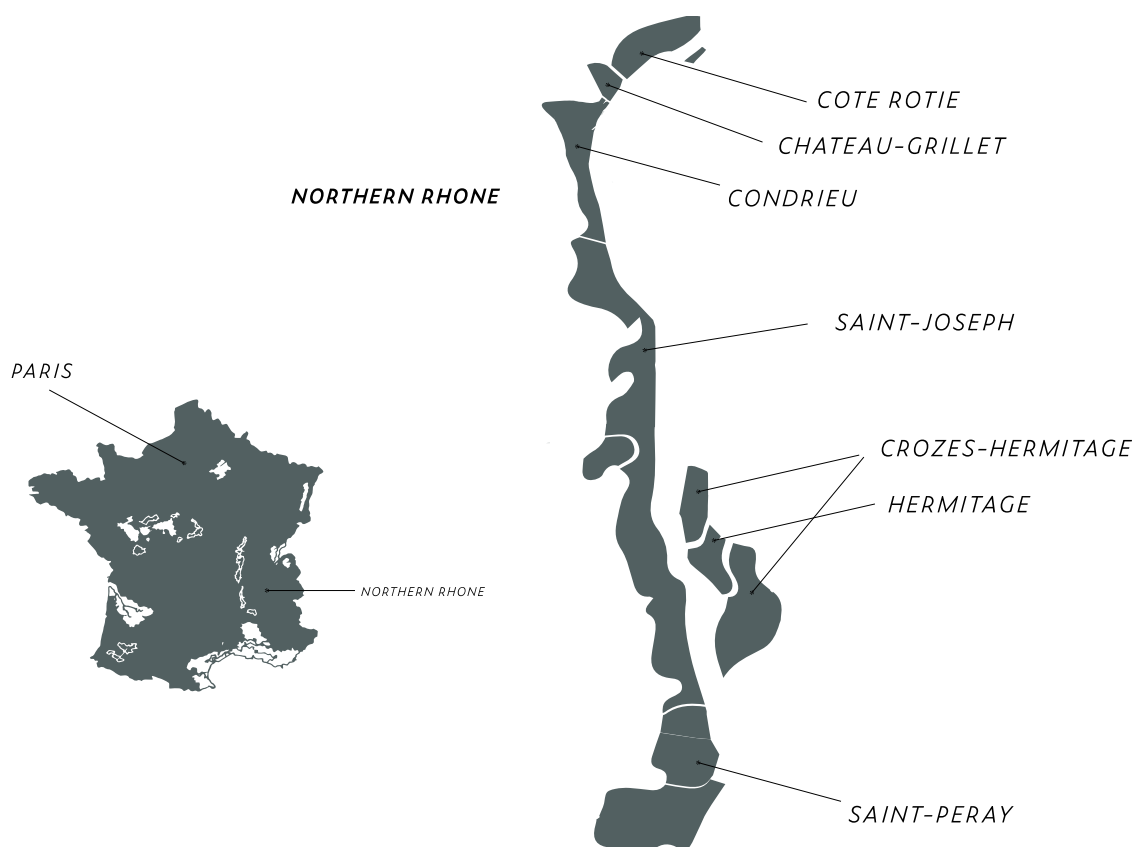 COTE ROTIE
CHATEAU-GRILLET
CONDRIEU
NORTHERN RHONE
SAINT-JOSEPH
PARIS
CROZES-HERMITAGE
HERMITAGE
NORTHERN RHONE
SAINT-PERAY